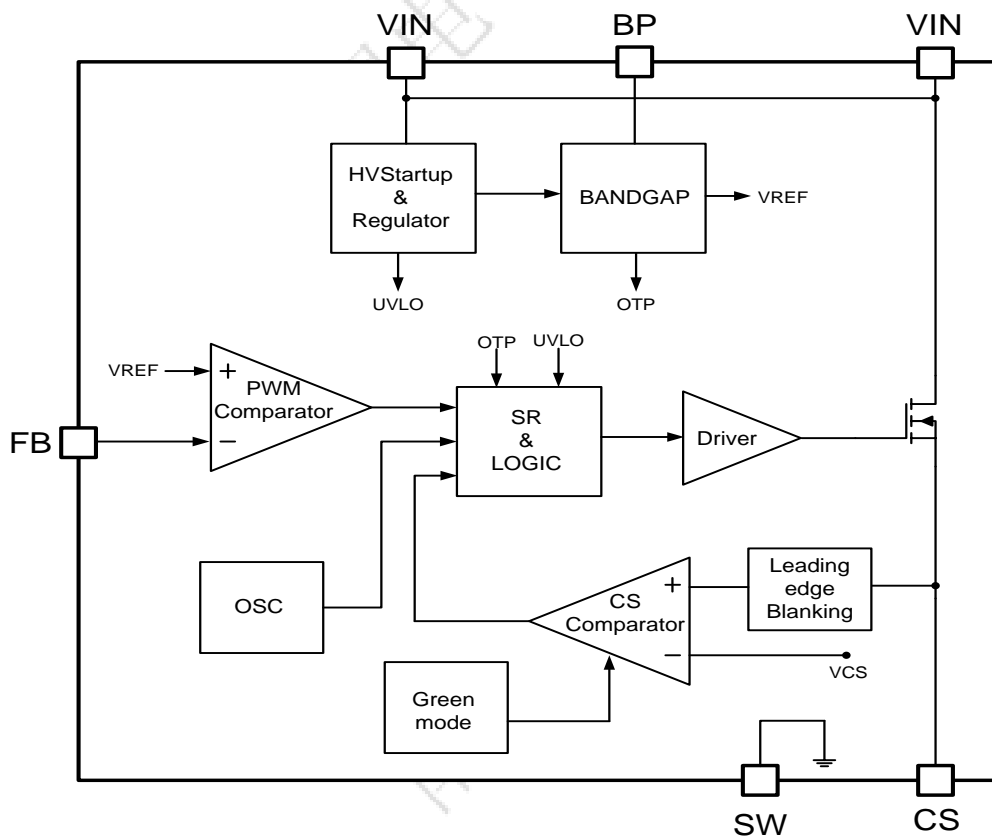 VIN
BP
VIN
HVStartup
&
Regulator
BANDGAP
VREF
UVLO
OTP
OTP
UVLO
VREF
+
PWM
Comparator
−
FB
SR
&
LOGIC
Driver
OSC
+
CS
Comparator
−
Leading
edge
Blanking
VCS
Green
mode
SW
CS